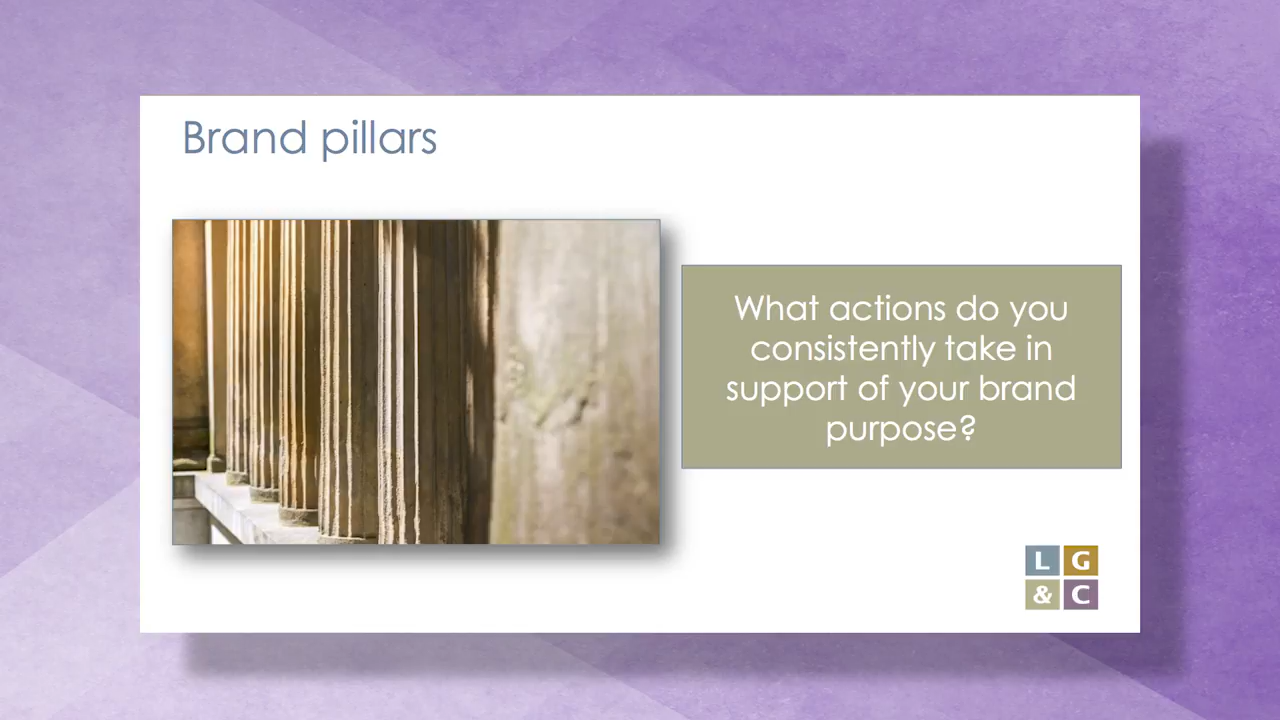 Brand pillars
What actions do you
consistently take in
support of your brand
purpose?
L G
& C